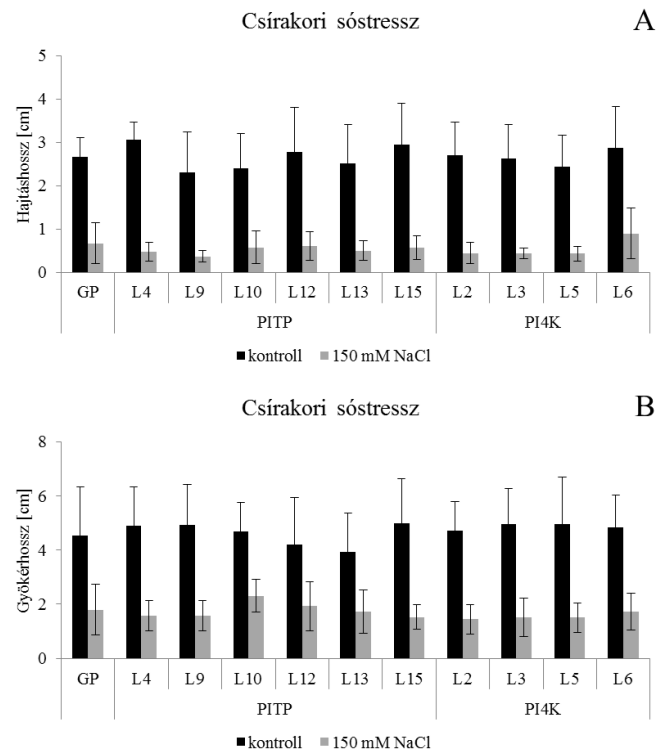 Csírakori sóstressz
A
Hajtáshossz [cm]
5
4
3
2
1
0
GP L4 L9 L10 L12 L13 L15 L2 L3 L5 L6
PITP PI4K
kontroll 150 mM NaCl
Csírakori sóstressz
B
Gyökérhossz [cm]
8
6
4
2
0
GP L4 L9 L10 L12 L13 L15 L2 L3 L5 L6
PITP PI4K
kontroll 150 mM NaCl